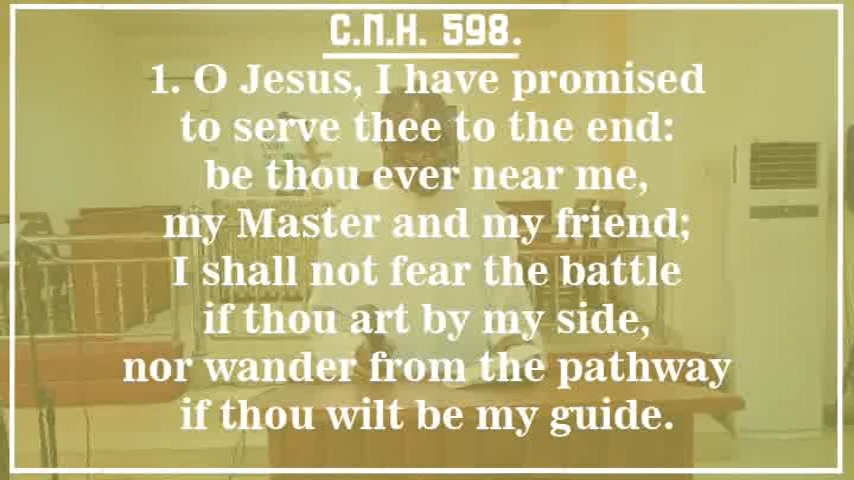 C.N.H. 598.
1. O Jesus, I have promised
to serve thee to the end:
be thou ever near me,
my Master and my friend;
I shall not fear the battle
if thou art by my side,
nor wander from the pathway
if thou wilt be my guide.